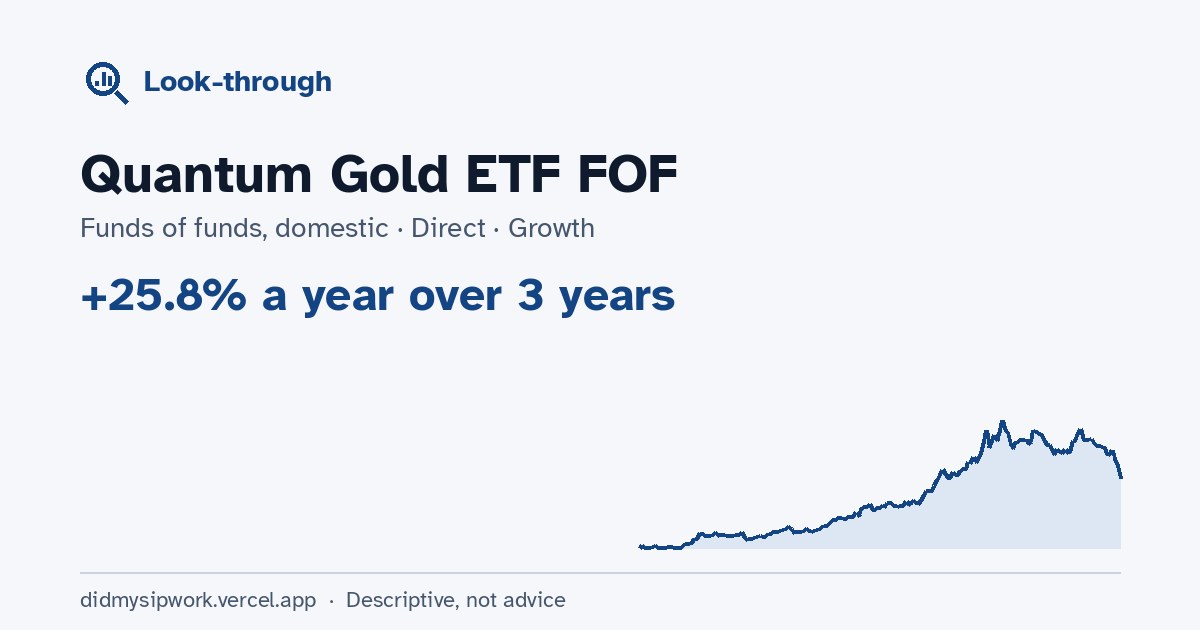 Look-through
Quantum Gold ETF FOF
Funds of funds, domestic · Direct · Growth
+25.8% a year over 3 years
didmysipwork.vercel.app · Descriptive, not advice